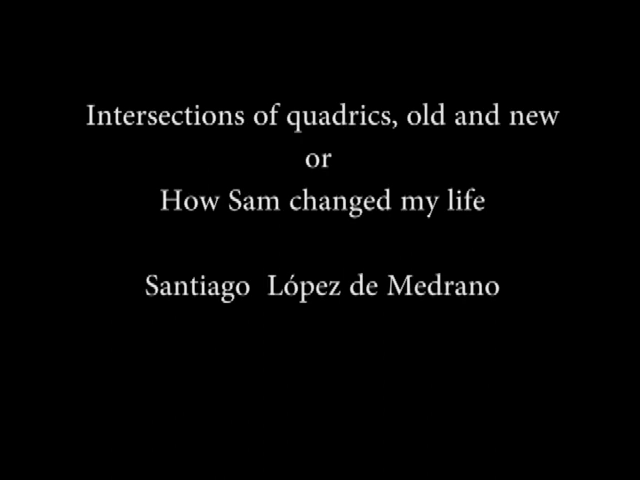 Intersections of quadrics, old and new
or
How Sam changed my life
Santiago López de Medrano